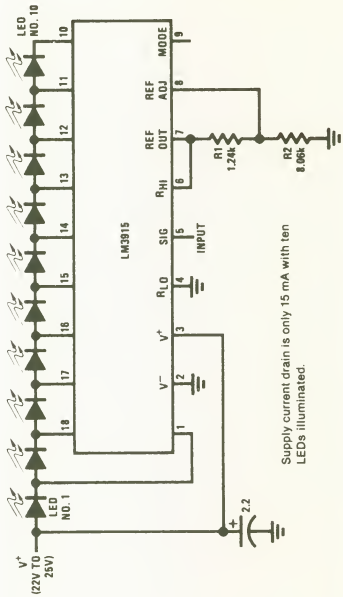 V+
(22V TO
25V)
LED
NO. 1
LED
NO. 10
18
17
16
15
14
13
12
11
10
LM3915
V−
V+
RLO
SIG
RHI
REF
OUT
REF
ADJ
MODE
1
2
3
4
5
6
7
8
9
INPUT
R1
1.24k
R2
8.06k
+
2.2
Supply current drain is only 15 mA with ten
LEDs illuminated.